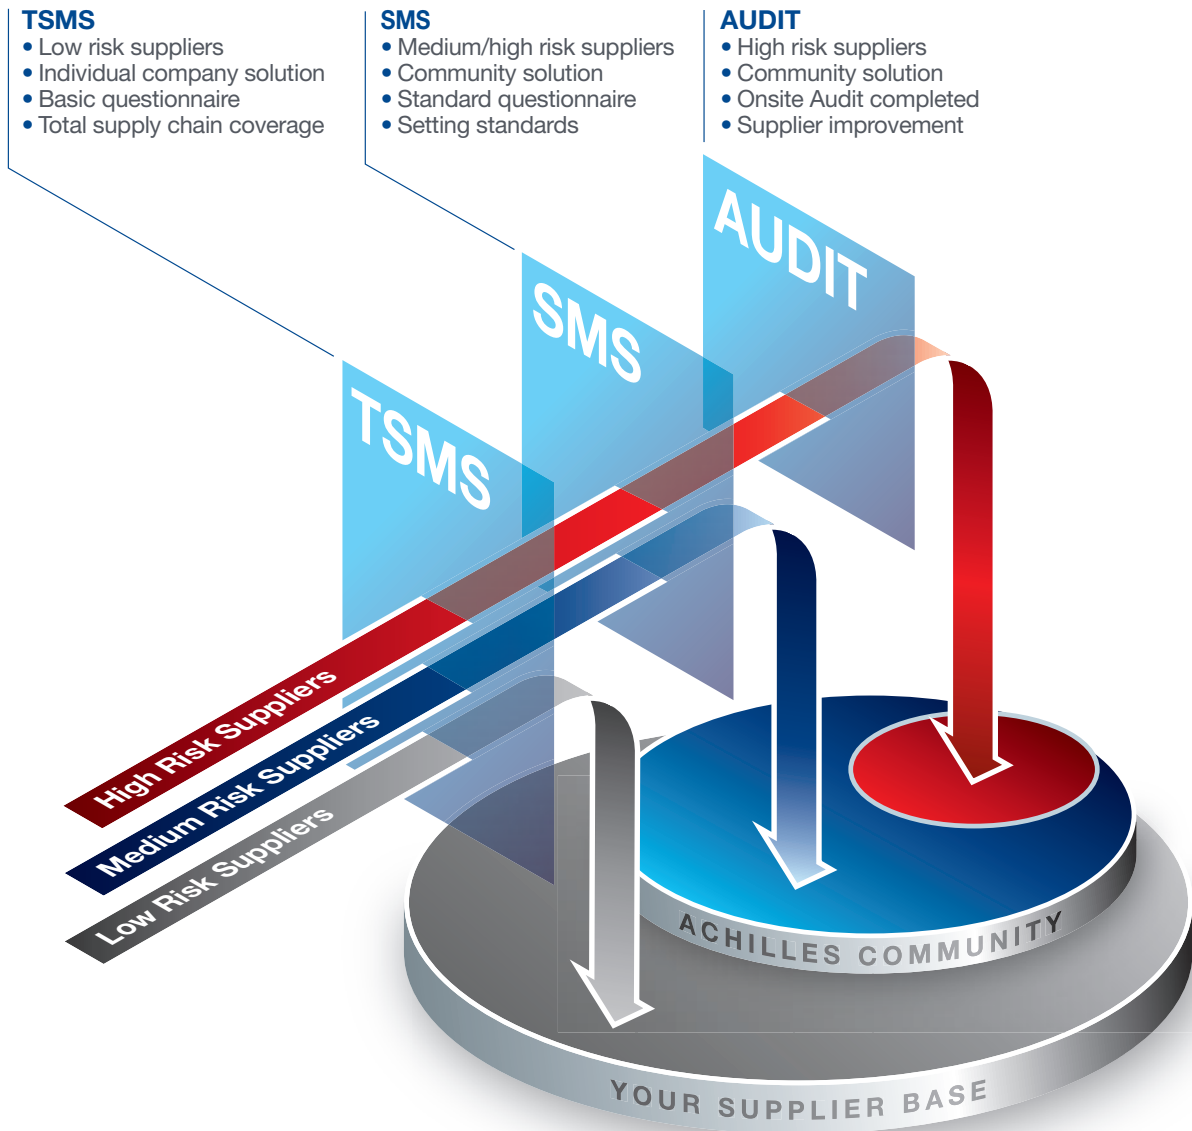 TSMS
• Low risk suppliers
• Individual company solution
• Basic questionnaire
• Total supply chain coverage
SMS
• Medium/high risk suppliers
• Community solution
• Standard questionnaire
• Setting standards
AUDIT
• High risk suppliers
• Community solution
• Onsite Audit completed
• Supplier improvement
AUDIT
SMS
TSMS
High Risk Suppliers
Medium Risk Suppliers
Low Risk Suppliers
ACHILLES COMMUNITY
YOUR SUPPLIER BASE